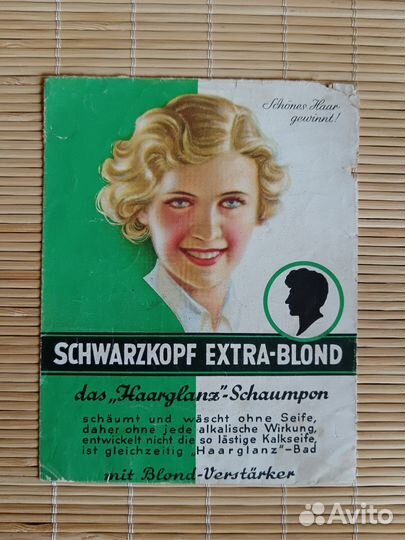 Schönes Haar
gewinnt!
SCHWARZKOPF EXTRA-BLOND
das „Haarglanz"-Schaumpon
schäumt und wäscht ohne Seife,
daher ohne jede alkalische Wirkung,
entwickelt nicht die so lästige Kalkseife,
ist gleichzeitig „Haarglanz"-Bad
mit Blond-Verstärker
Avito